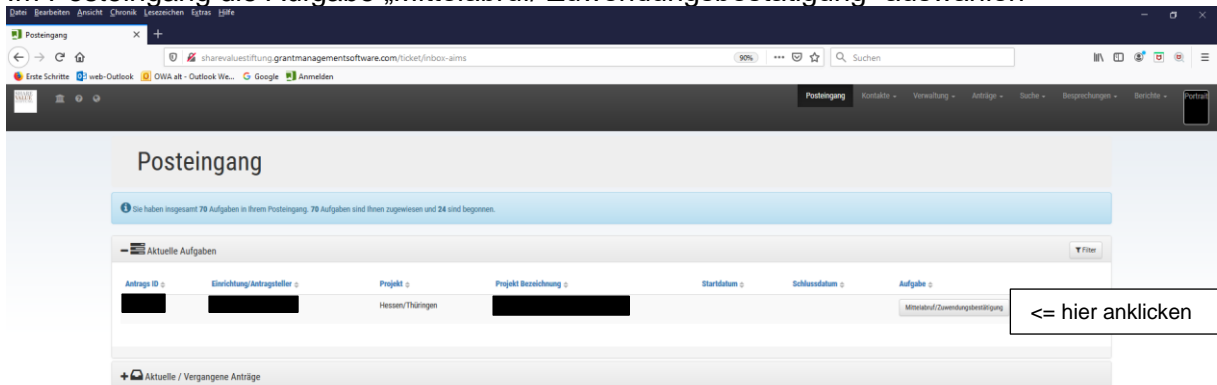 Im Posteingang die Aufgabe „Mittelabruf/ Zuwendungsbestätigung“ auswählen
Datei Bearbeiten Ansicht Chronik Lesezeichen Extras Hilfe
Posteingang
sharevaluestiftung.grantmanagementsoftware.com/ticket/inbox-aims
90%
Suchen
Erste Schritte web-Outlook OWA alt - Outlook We... Google Anmelden
Posteingang Kontakte Verwaltung Anträge Suche Besprechungen Berichte Portrait
Posteingang
Sie haben insgesamt 70 Aufgaben in Ihrem Posteingang. 70 Aufgaben sind Ihnen zugewiesen und 24 sind begonnen.
Aktuelle Aufgaben
Filter
Antrags ID Einrichtung/Antragsteller Projekt Projekt Bezeichnung Startdatum Schlussdatum Aufgabe
Hessen/Thüringen Mittelabruf/Zuwendungsbestätigung
<= hier anklicken
Aktuelle / Vergangene Anträge